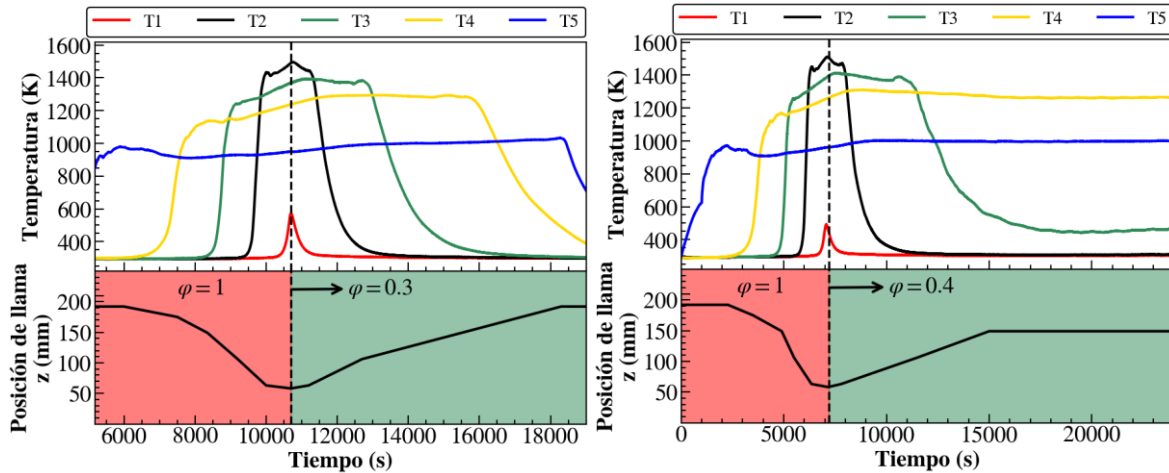 T1 T2 T3 T4 T5
1600
1400
1200
1000
800
600
400
Temperatura (K)
φ = 1
φ = 0.3
200
150
100
50
Posición de llama
z (mm)
6000 8000 10000 12000 14000 16000 18000
Tiempo (s)
T1 T2 T3 T4 T5
1600
1400
1200
1000
800
600
400
Temperatura (K)
φ = 1
φ = 0.4
200
150
100
50
Posición de llama
z (mm)
0 5000 10000 15000 20000
Tiempo (s)